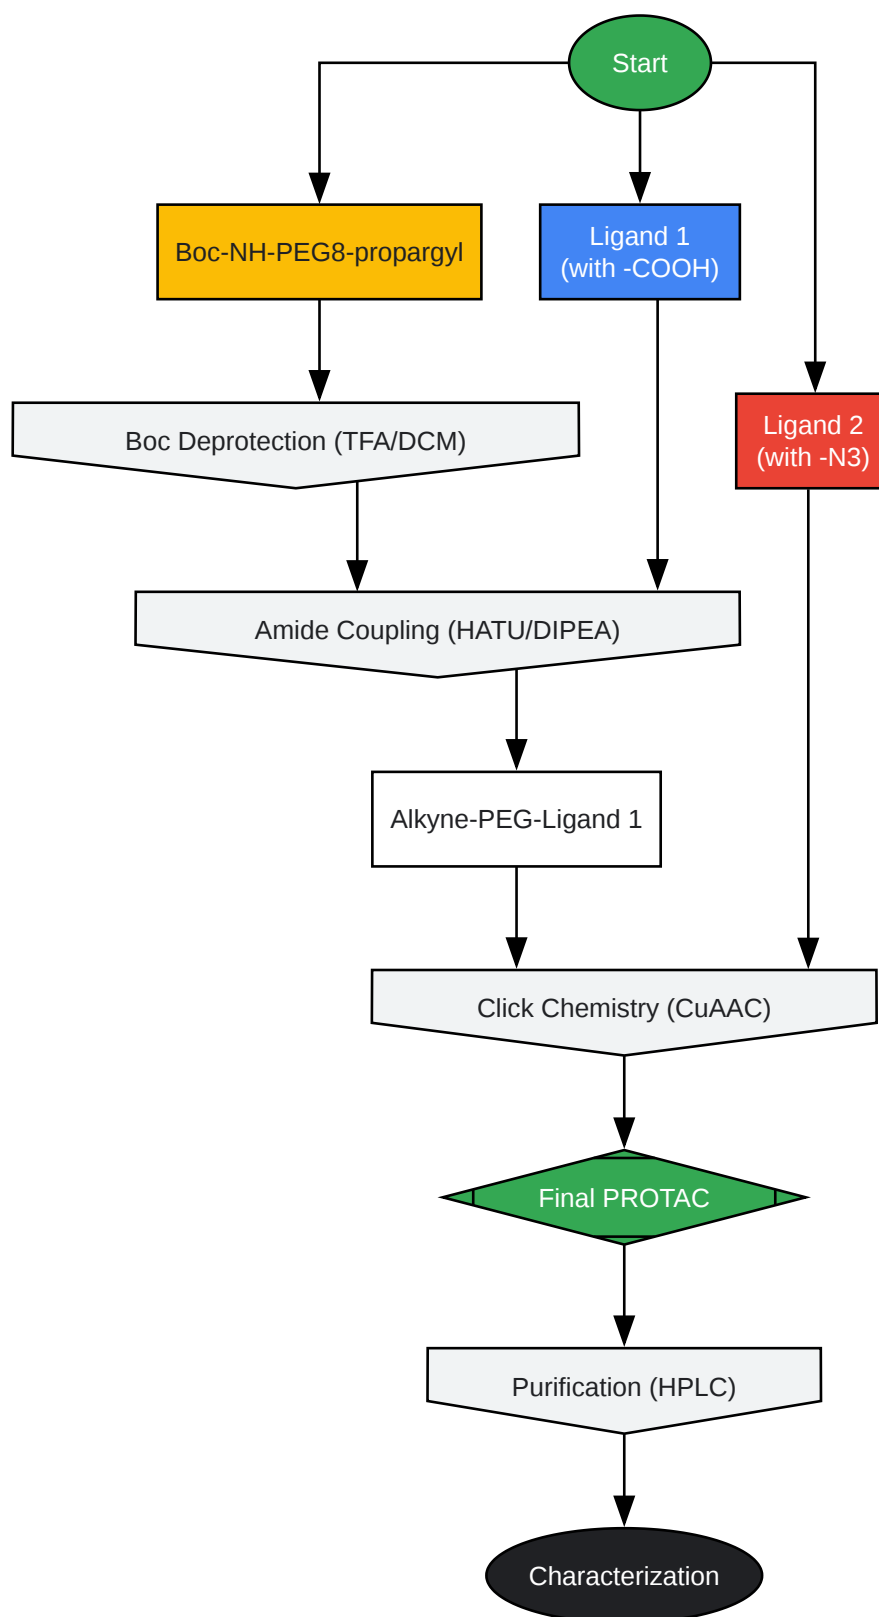 Start
Boc-NH-PEG8-propargyl
Ligand 1
(with -COOH)
Ligand 2
(with -N3)
Boc Deprotection (TFA/DCM)
Amide Coupling (HATU/DIPEA)
Alkyne-PEG-Ligand 1
Click Chemistry (CuAAC)
Final PROTAC
Purification (HPLC)
Characterization